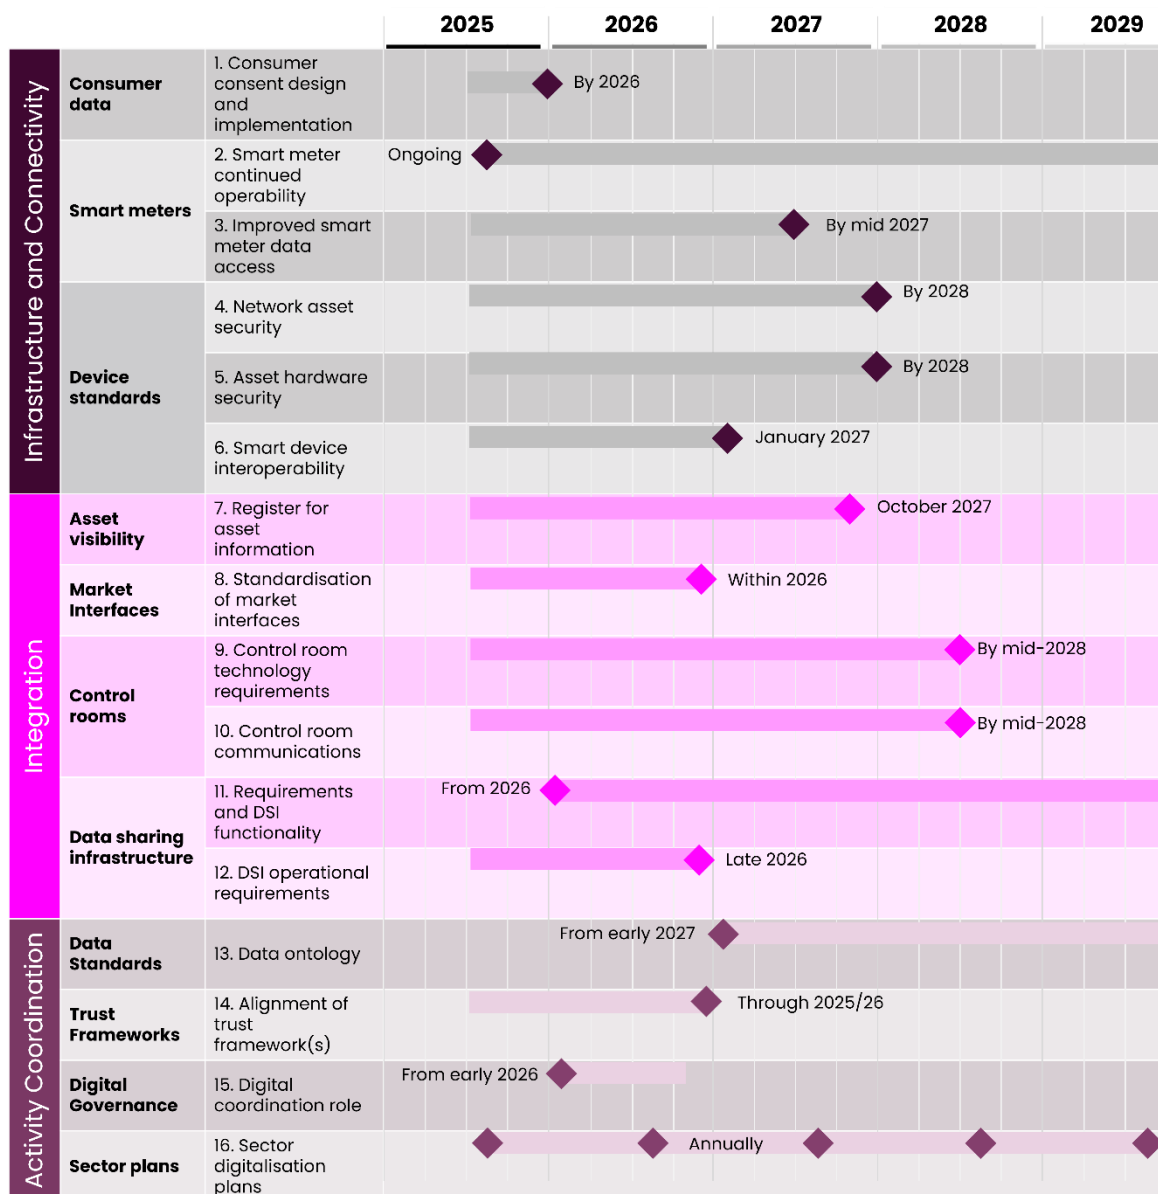 2025 2026 2027 2028 2029
Infrastructure and Connectivity
Consumer
data
1. Consumer
consent design
and
implementation
By 2026
Smart meters
2. Smart meter
continued
operability
Ongoing
3. Improved smart
meter data
access
By mid 2027
Device
standards
4. Network asset
security
By 2028
5. Asset hardware
security
By 2028
6. Smart device
interoperability
January 2027
Integration
Asset
visibility
7. Register for
asset
information
October 2027
Market
Interfaces
8. Standardisation
of market
interfaces
Within 2026
Control
rooms
9. Control room
technology
requirements
By mid-2028
10. Control room
communications
By mid-2028
Data sharing
infrastructure
11. Requirements
and DSI
functionality
From 2026
12. DSI operational
requirements
Late 2026
Activity Coordination
Data
Standards
13. Data ontology
From early 2027
Trust
Frameworks
14. Alignment of
trust
framework(s)
Through 2025/26
Digital
Governance
15. Digital
coordination role
From early 2026
Sector plans
16. Sector
digitalisation
plans
Annually